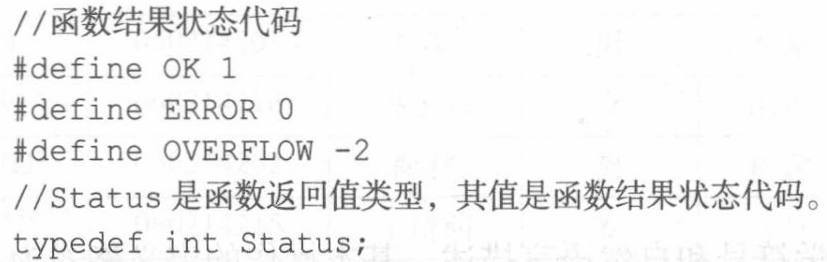 //函数结果状态代码
#define OK 1
#define ERROR 0
#define OVERFLOW -2
//Status 是函数返回值类型，其值是函数结果状态代码。
typedef int Status;